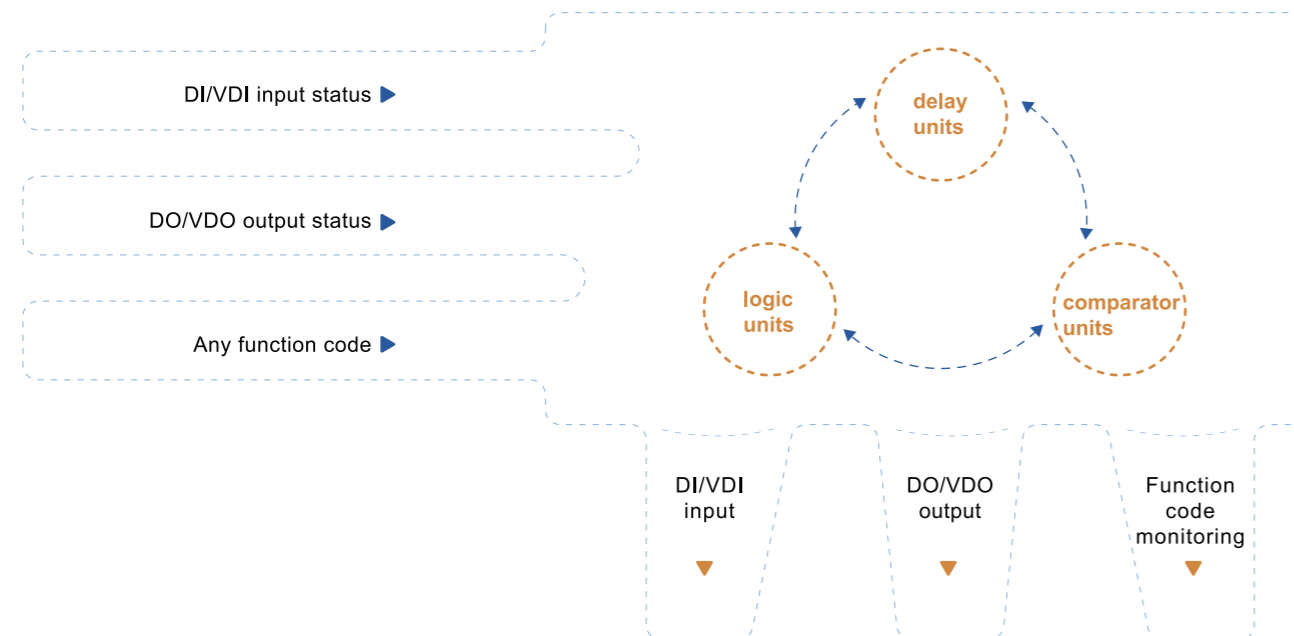 DI/VDI input status
DO/VDO output status
Any function code
delay
units
logic
units
comparator
units
DI/VDI
input
DO/VDO
output
Function
code
monitoring